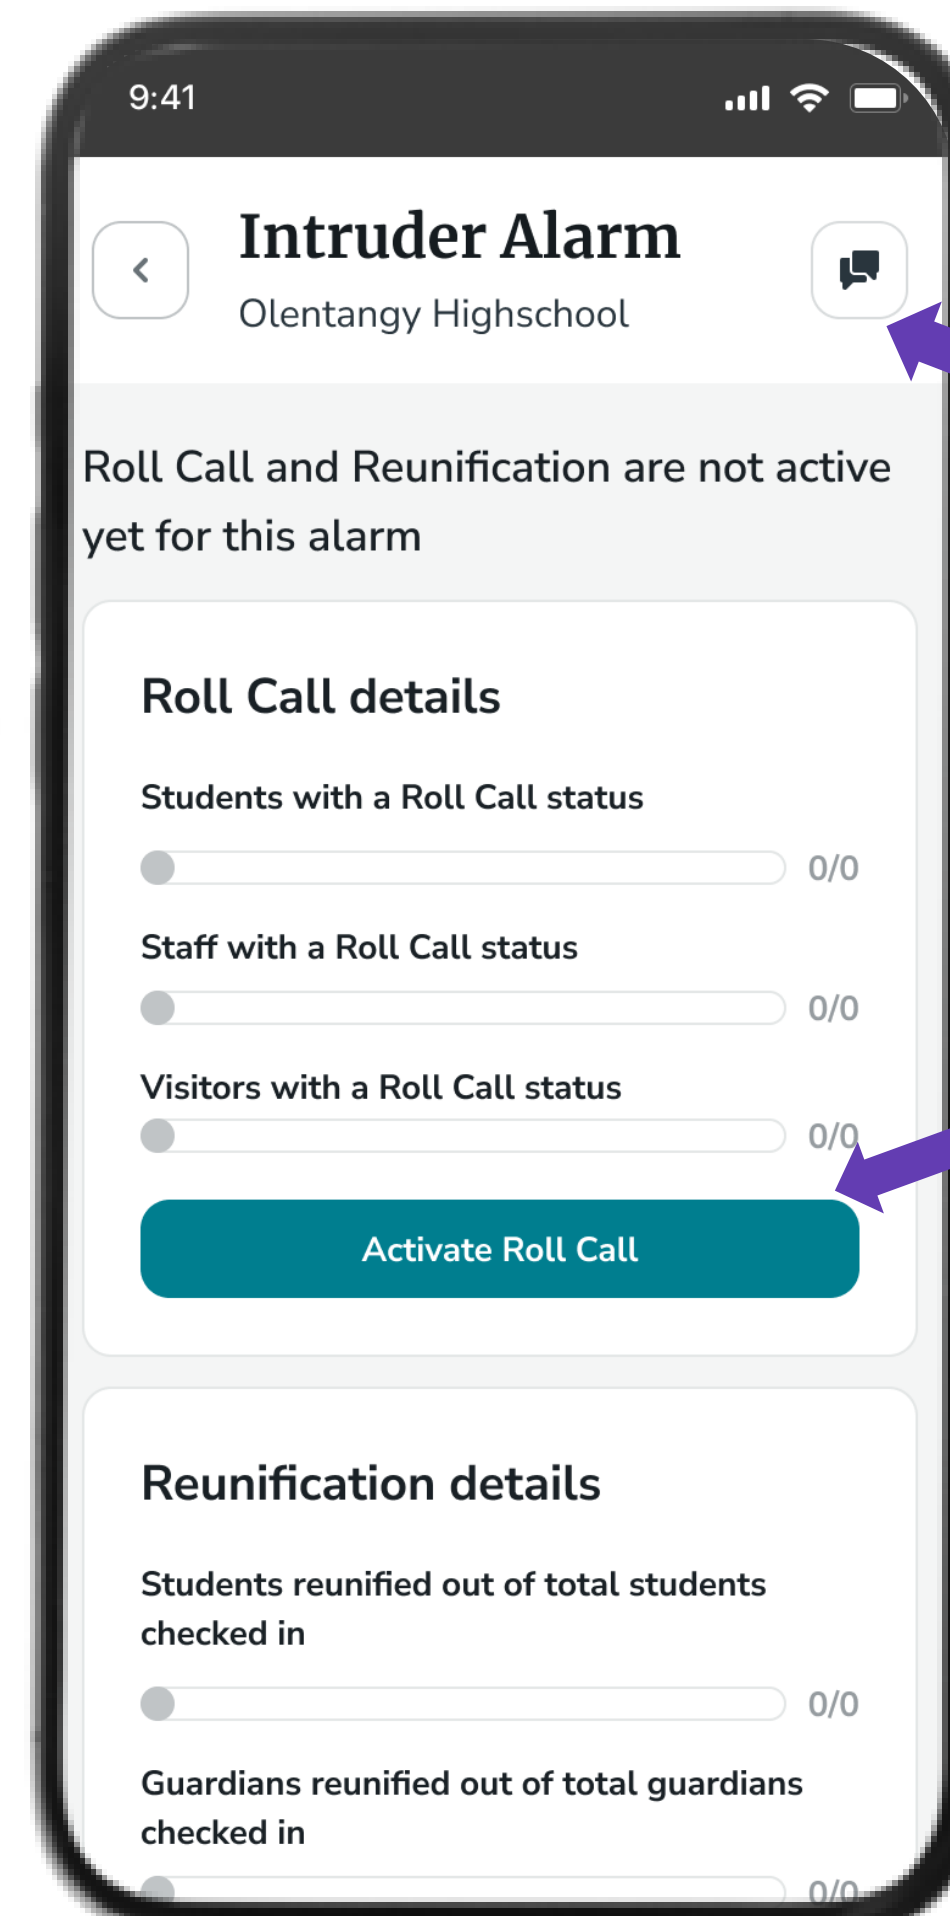 9:41
Intruder Alarm
Olentangy Highschool
Roll Call and Reunification are not active
yet for this alarm
Roll Call details
Students with a Roll Call status
0/0
Staff with a Roll Call status
0/0
Visitors with a Roll Call status
0/0
Activate Roll Call
Reunification details
Students reunified out of total students
checked in
0/0
Guardians reunified out of total guardians
checked in
0/0